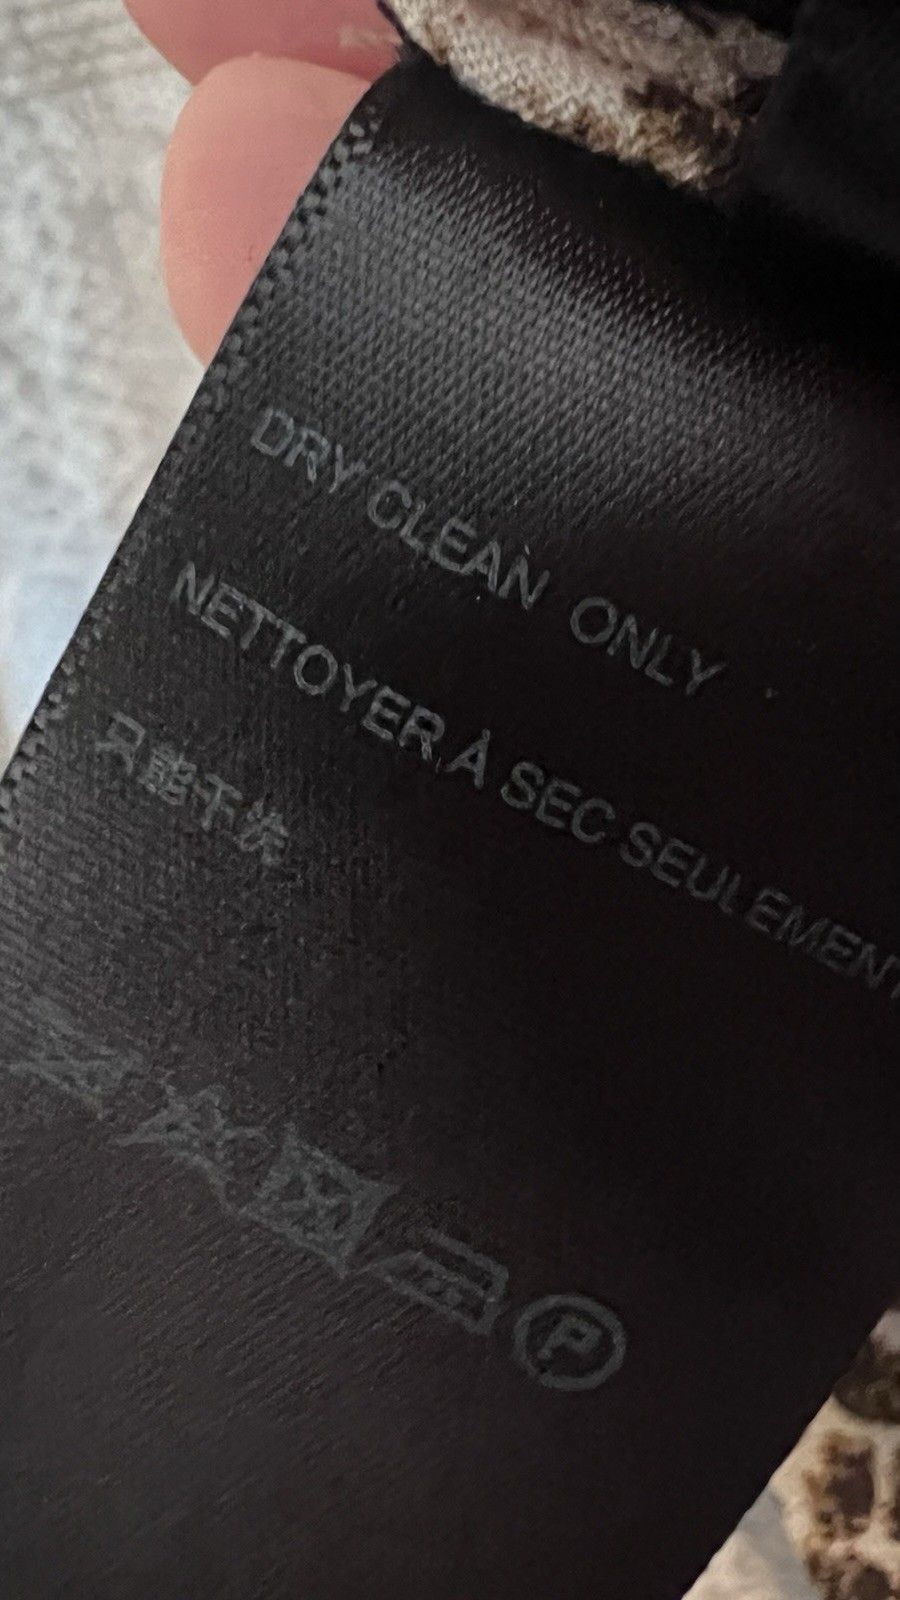 DRY CLEAN ONLY
NETTOYER À SEC SEULEMENT
只能干洗
P